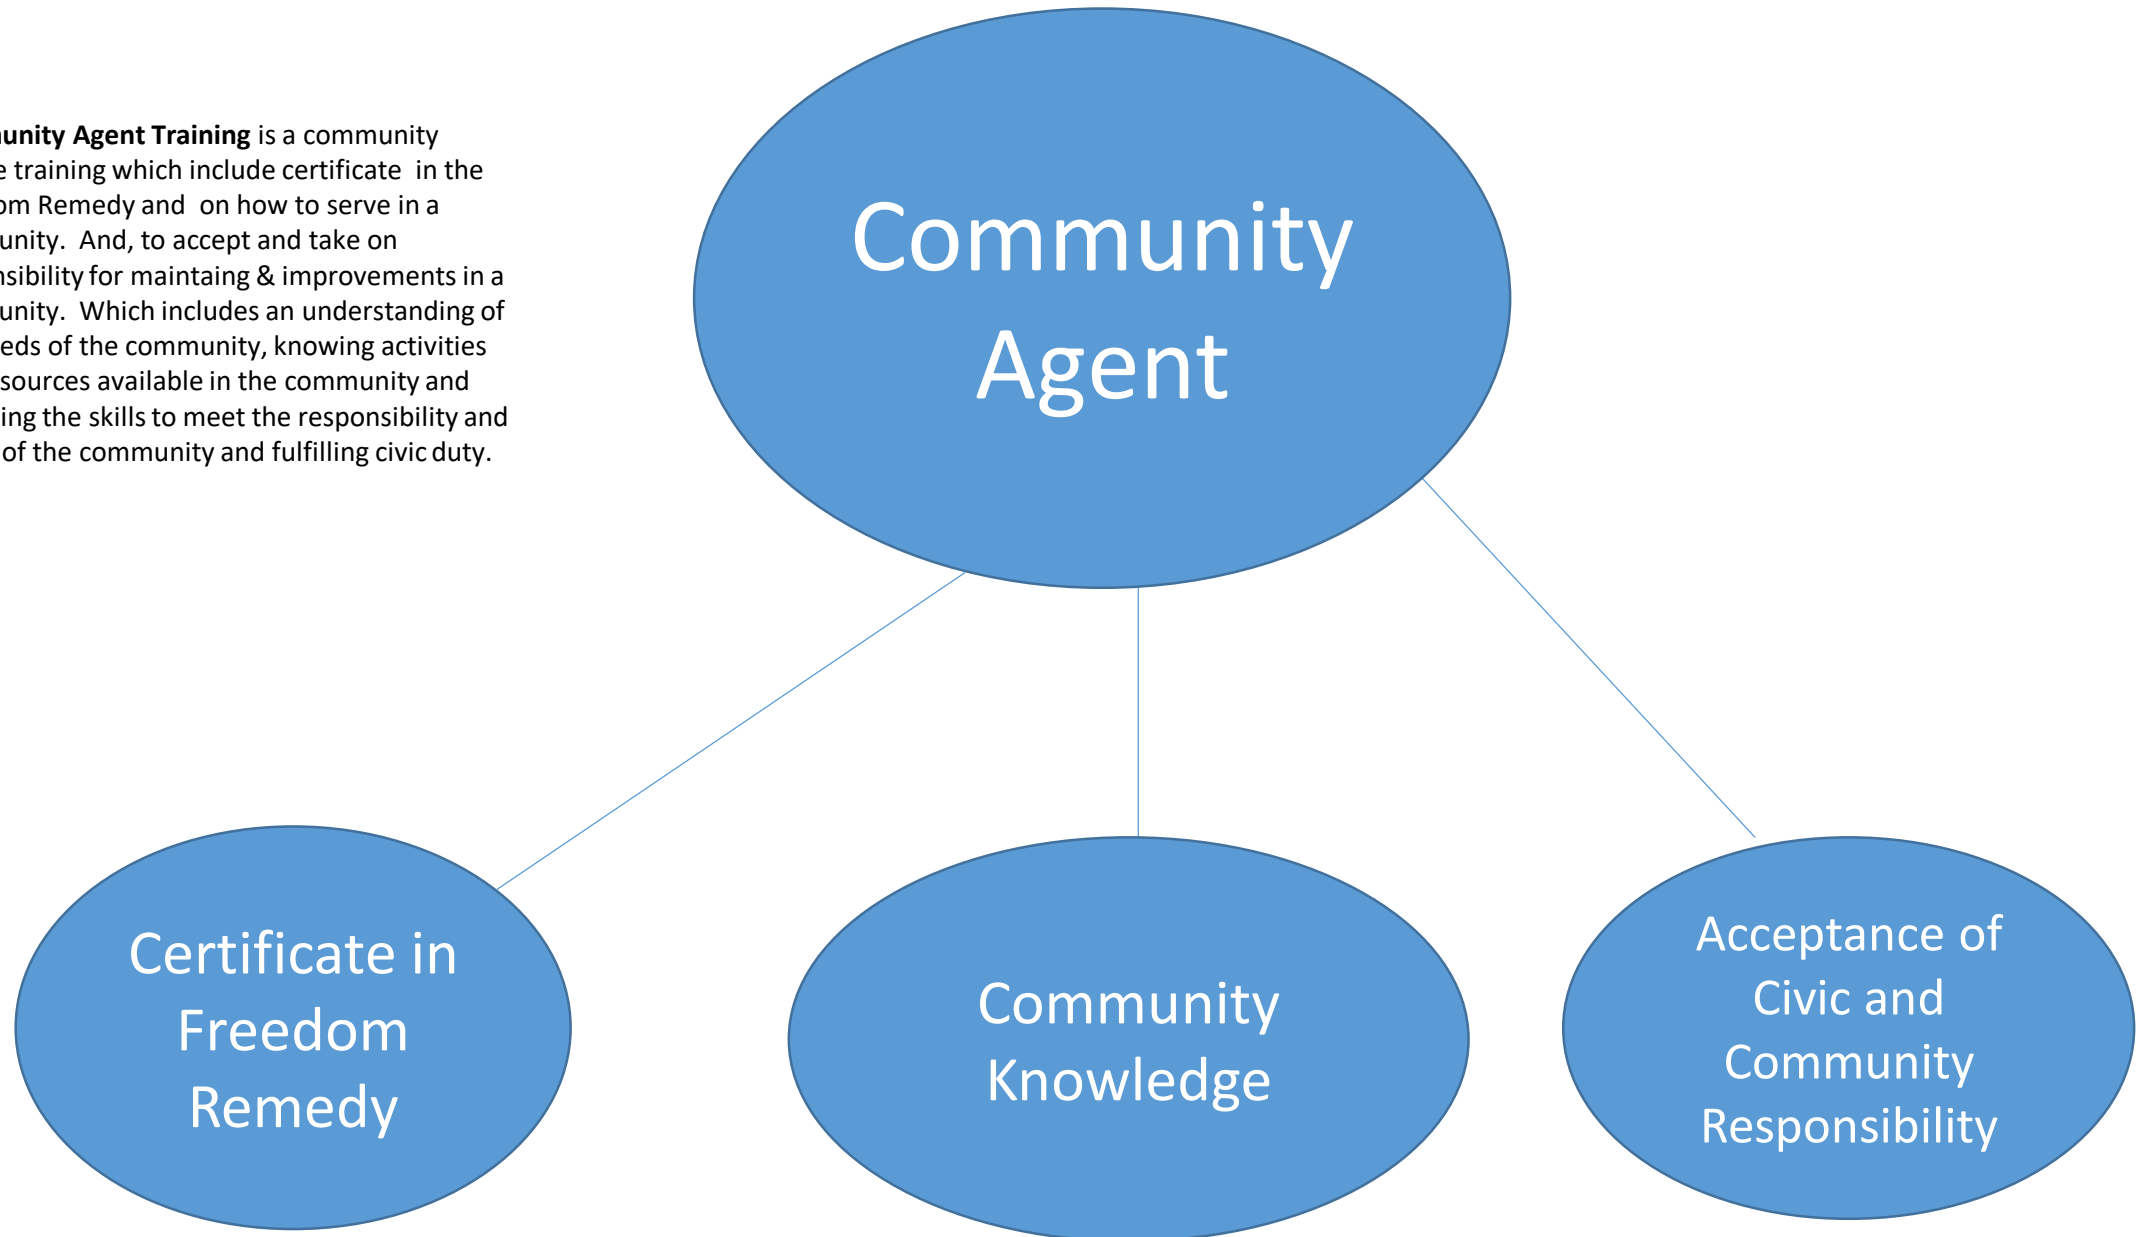 unity Agent Training is a community
e training which include certificate in the
om Remedy and on how to serve in a
unity. And, to accept and take on
nsibility for maintaing & improvements in a
unity. Which includes an understanding of
eds of the community, knowing activities
sources available in the community and
ing the skills to meet the responsibility and
of the community and fulfilling civic duty.
Community
Agent
Certificate in
Freedom
Remedy
Community
Knowledge
Acceptance of
Civic and
Community
Responsibility